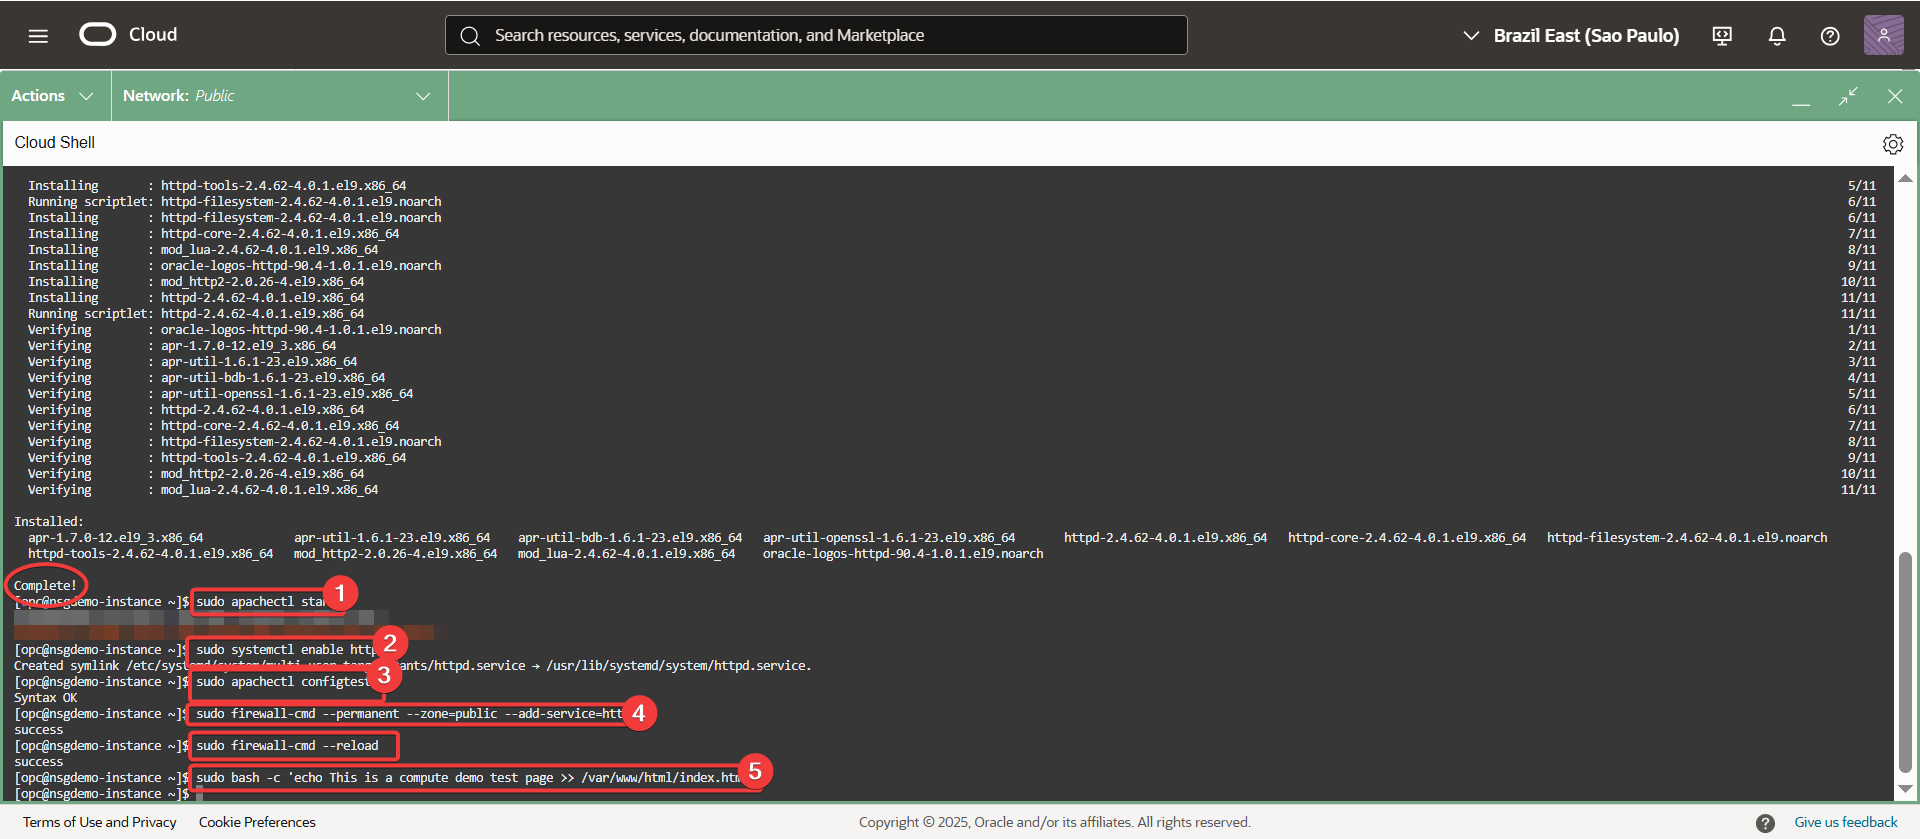 Cloud
Search resources, services, documentation, and Marketplace
Brazil East (Sao Paulo)
Actions
Network: Public
Cloud Shell
Installing : httpd-tools-2.4.62-4.0.1.el9.x86_64 5/11
Running scriptlet: httpd-filesystem-2.4.62-4.0.1.el9.noarch 6/11
Installing : httpd-filesystem-2.4.62-4.0.1.el9.noarch 6/11
Installing : httpd-core-2.4.62-4.0.1.el9.x86_64 7/11
Installing : mod_lua-2.4.62-4.0.1.el9.x86_64 8/11
Installing : oracle-logos-httpd-90.4-1.0.1.el9.noarch 9/11
Installing : mod_http2-2.0.26-4.el9.x86_64 10/11
Installing : httpd-2.4.62-4.0.1.el9.x86_64 11/11
Running scriptlet: httpd-2.4.62-4.0.1.el9.x86_64 11/11
Verifying : oracle-logos-httpd-90.4-1.0.1.el9.noarch 1/11
Verifying : apr-1.7.0-12.el9_3.x86_64 2/11
Verifying : apr-util-1.6.1-23.el9.x86_64 3/11
Verifying : apr-util-bdb-1.6.1-23.el9.x86_64 4/11
Verifying : apr-util-openssl-1.6.1-23.el9.x86_64 5/11
Verifying : httpd-2.4.62-4.0.1.el9.x86_64 6/11
Verifying : httpd-core-2.4.62-4.0.1.el9.x86_64 7/11
Verifying : httpd-filesystem-2.4.62-4.0.1.el9.noarch 8/11
Verifying : httpd-tools-2.4.62-4.0.1.el9.x86_64 9/11
Verifying : mod_http2-2.0.26-4.el9.x86_64 10/11
Verifying : mod_lua-2.4.62-4.0.1.el9.x86_64 11/11
Installed:
apr-1.7.0-12.el9_3.x86_64 apr-util-1.6.1-23.el9.x86_64 apr-util-bdb-1.6.1-23.el9.x86_64 apr-util-openssl-1.6.1-23.el9.x86_64 httpd-2.4.62-4.0.1.el9.x86_64 httpd-core-2.4.62-4.0.1.el9.x86_64 httpd-filesystem-2.4.62-4.0.1.el9.noarch
httpd-tools-2.4.62-4.0.1.el9.x86_64 mod_http2-2.0.26-4.el9.x86_64 mod_lua-2.4.62-4.0.1.el9.x86_64 oracle-logos-httpd-90.4-1.0.1.el9.noarch
Complete!
[opc@nsgdemo-instance ~]$ sudo apachectl sta 1
[opc@nsgdemo-instance ~]$ sudo systemctl enable http 2
Created symlink /etc/systemd/system/multi-user.target.wants/httpd.service → /usr/lib/systemd/system/httpd.service.
[opc@nsgdemo-instance ~]$ sudo apachectl configtest 3
Syntax OK
[opc@nsgdemo-instance ~]$ sudo firewall-cmd --permanent --zone=public --add-service=htt 4
success
[opc@nsgdemo-instance ~]$ sudo firewall-cmd --reload
success
[opc@nsgdemo-instance ~]$ sudo bash -c 'echo This is a compute demo test page >> /var/www/html/index.htm 5
[opc@nsgdemo-instance ~]$
Terms of Use and Privacy Cookie Preferences Copyright © 2025, Oracle and/or its affiliates. All rights reserved. Give us feedback